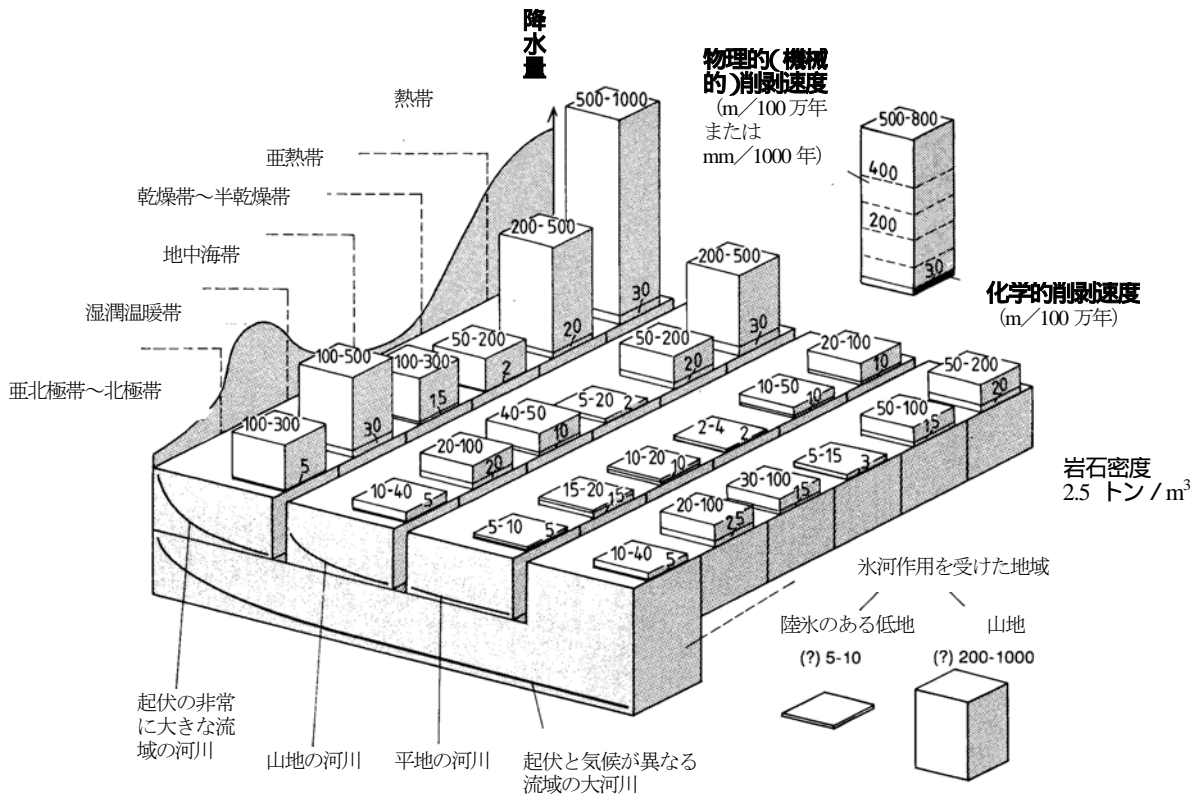 降水量
物理的(機械
的)削剥速度
(m／100 万年
または
mm／1000 年)
熱帯
亜熱帯
乾燥帯～半乾燥帯
地中海帯
湿潤温暖帯
亜北極帯～北極帯
500-1000
30
200-500
20
50-200
2
100-300
15
100-500
30
100-300
5
200-500
30
50-200
20
5-20
2
40-50
10
20-100
20
10-40
5
20-100
10
10-50
10
2-4
2
10-20
10
15-20
15
5-10
5
50-200
20
50-100
15
5-15
3
30-100
15
20-100
25
10-40
5
500-800
400
200
30
化学的削剥速度
(m／100 万年)
岩石密度
2.5 トン／m³
氷河作用を受けた地域
陸氷のある低地
山地
(?) 5-10
(?) 200-1000
起伏の非常
に大きな流
域の河川
山地の河川
平地の河川
起伏と気候が異なる
流域の大河川